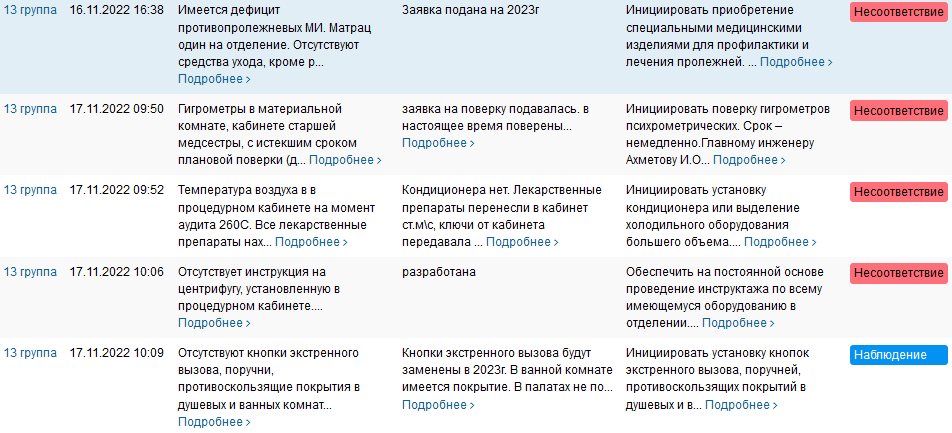 13 группа
16.11.2022 16:38
Имеется дефицит
противопролежневых МИ. Матрац
один на отделение. Отсутствуют
средства ухода, кроме р...
Подробнее >
Заявка подана на 2023г
Инициировать приобретение
специальными медицинскими
изделиями для профилактики и
лечения пролежней. ... Подробнее >
Несоответствие
13 группа
17.11.2022 09:50
Гигрометры в материальной
комнате, кабинете старшей
медсестры, с истекшим сроком
плановой поверки (д... Подробнее >
заявка на поверку подавалась. в
настоящее время поверены...
Подробнее >
Инициировать поверку гигрометров
психрометрических. Срок –
немедленно.Главному инженеру
Ахметову И.О... Подробнее >
Несоответствие
13 группа
17.11.2022 09:52
Температура воздуха в в
процедурном кабинете на момент
аудита 260С. Все лекарственные
препараты нах... Подробнее >
Кондиционера нет. Лекарственные
препараты перенесли в кабинет
ст.м\с, ключи от кабинета
передавала ... Подробнее >
Инициировать установку
кондиционера или выделение
холодильного оборудования
большего объема.... Подробнее >
Несоответствие
13 группа
17.11.2022 10:06
Отсутствует инструкция на
центрифугу, установленную в
процедурном кабинете....
Подробнее >
разработана
Обеспечить на постоянной основе
проведение инструктажа по всему
имеющемуся оборудованию в
отделении.... Подробнее >
Несоответствие
13 группа
17.11.2022 10:09
Отсутствуют кнопки экстренного
вызова, поручни,
противоскользящие покрытия в
душевых и ванных комнат...
Подробнее >
Кнопки экстренного вызова будут
заменены в 2023г. В ванной комнате
имеется покрытие. В палатах не по...
Подробнее >
Инициировать установку кнопок
экстренного вызова, поручней,
противоскользящих покрытий в
душевых и в... Подробнее >
Наблюдение